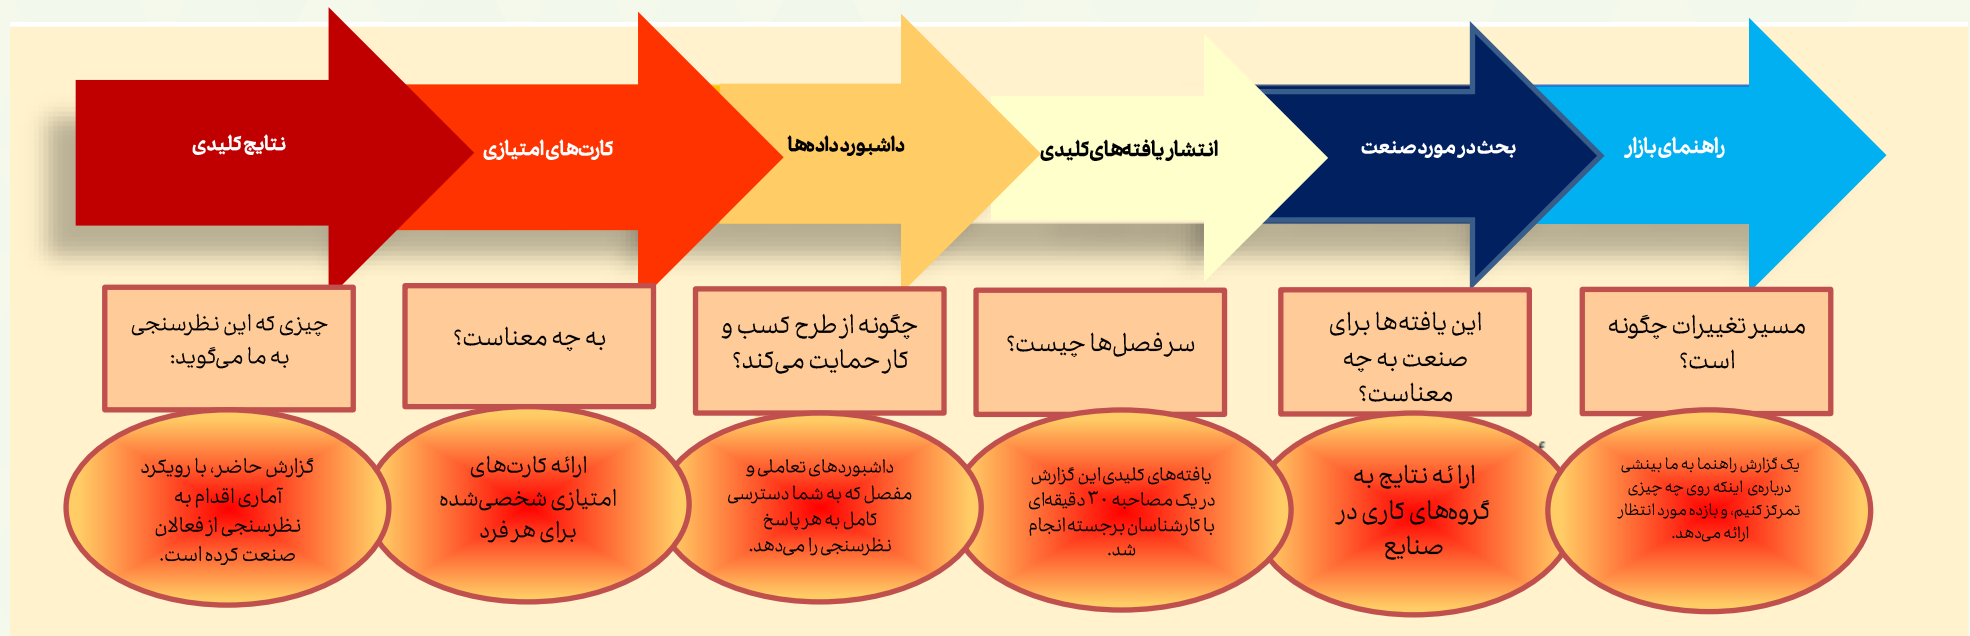 نتایج کلیدی
کارت‌های امتیازی
داشبورد داده‌ها
انتشار یافته‌های کلیدی
بحث در مورد صنعت
راهنمای بازار
چیزی که این نظرسنجی
به ما می‌گوید:
به چه معناست؟
چگونه از طرح کسب و
کار حمایت می‌کند؟
سرفصل‌ها چیست؟
این یافته‌ها برای
صنعت به چه
معناست؟
مسیر تغییرات چگونه
است؟
گزارش حاضر، با رویکرد
آماری اقدام به
نظرسنجی از فعالان
صنعت کرده است.
ارائه کارت‌های
امتیازی شخصی‌شده
برای هر فرد
داشبوردهای تعاملی و
مفصل که به شما دسترسی
کامل به هر پاسخ
نظرسنجی را می‌دهد.
یافته‌های کلیدی این گزارش
در یک مصاحبه ۳۰ دقیقه‌ای
با کارشناسان برجسته انجام
شد.
ارا ئه نتایج به
گروه‌های کاری در
صنایع
یک گزارش راهنما به ما بینشی
درباره‌ی اینکه روی چه چیزی
تمرکز کنیم، و بازده مورد انتظار
ارائه می‌دهد.